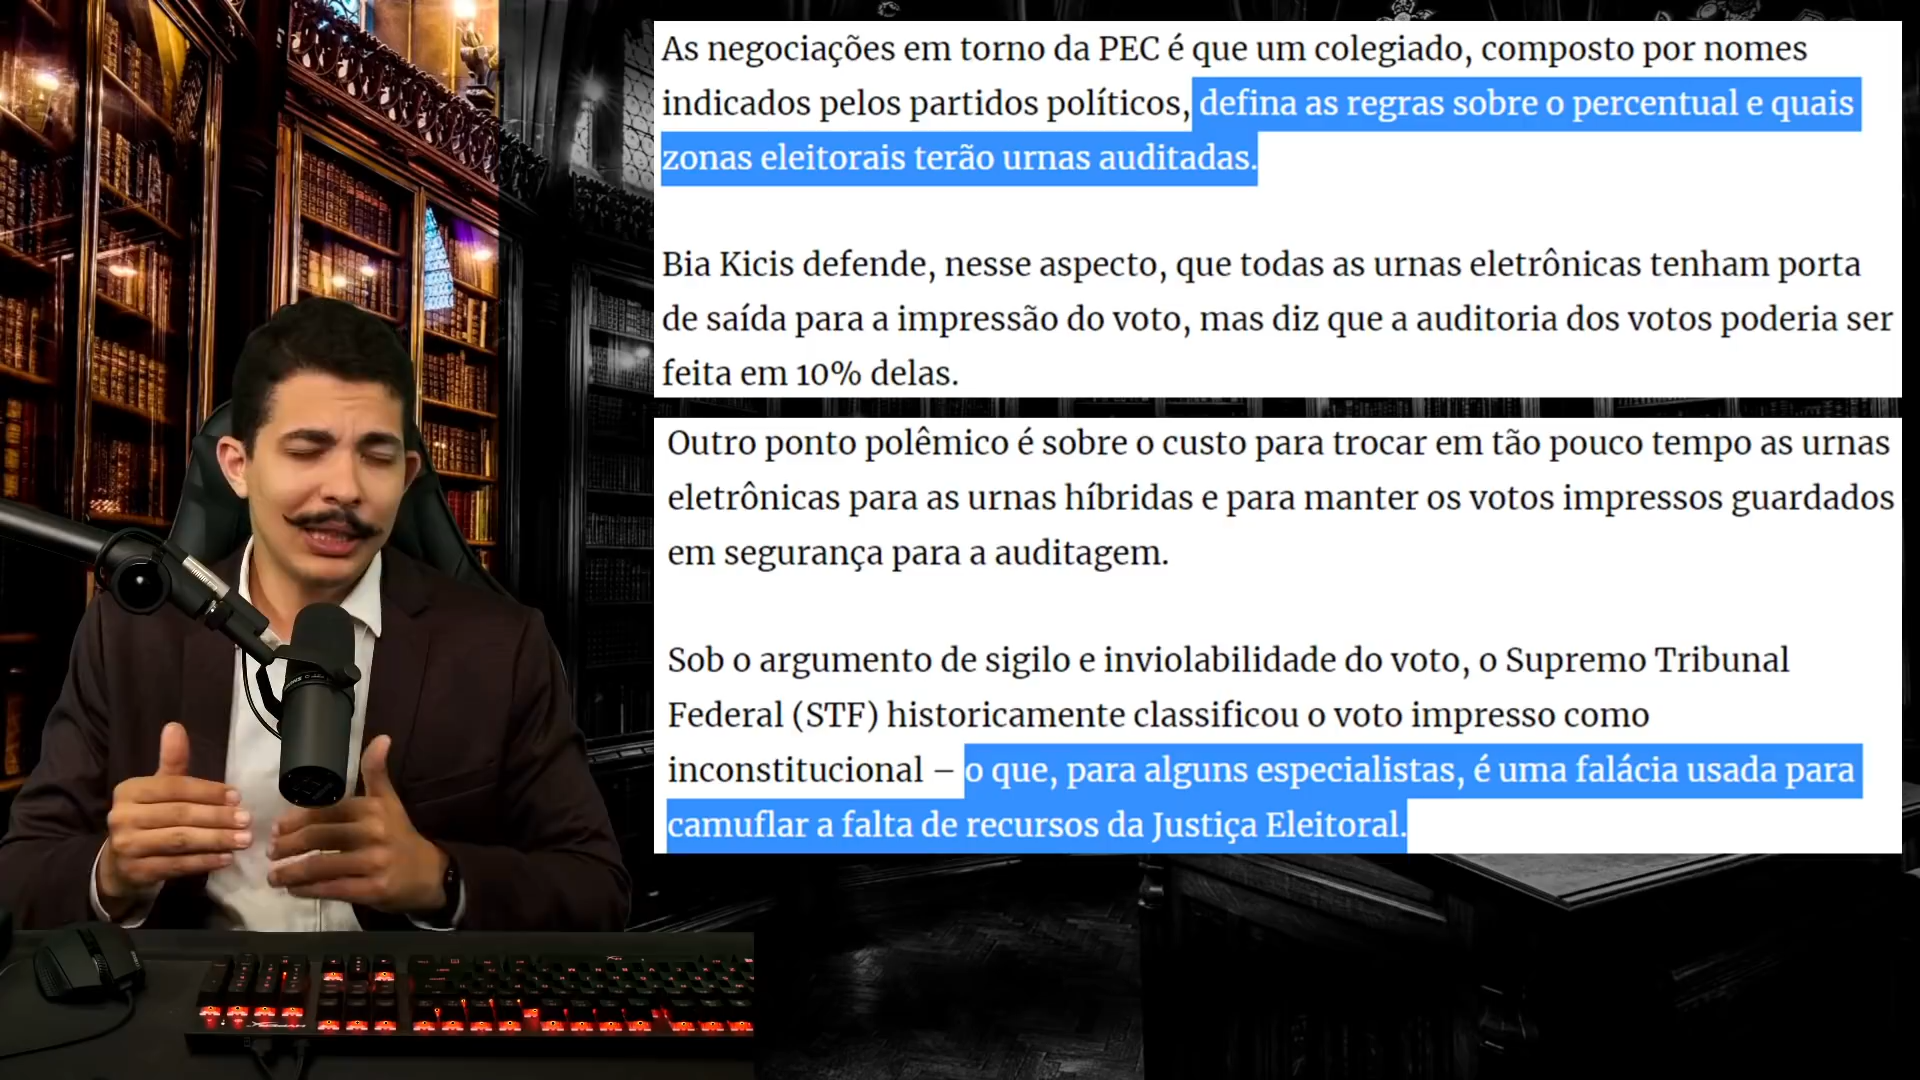 As negociações em torno da PEC é que um colegiado, composto por nomes
indicados pelos partidos políticos, defina as regras sobre o percentual e quais
zonas eleitorais terão urnas auditadas.
Bia Kicis defende, nesse aspecto, que todas as urnas eletrônicas tenham porta
de saída para a impressão do voto, mas diz que a auditoria dos votos poderia ser
feita em 10% delas.
Outro ponto polêmico é sobre o custo para trocar em tão pouco tempo as urnas
eletrônicas para as urnas híbridas e para manter os votos impressos guardados
em segurança para a auditagem.
Sob o argumento de sigilo e inviolabilidade do voto, o Supremo Tribunal
Federal (STF) historicamente classificou o voto impresso como
inconstitucional – o que, para alguns especialistas, é uma falácia usada para
camuflar a falta de recursos da Justiça Eleitoral.